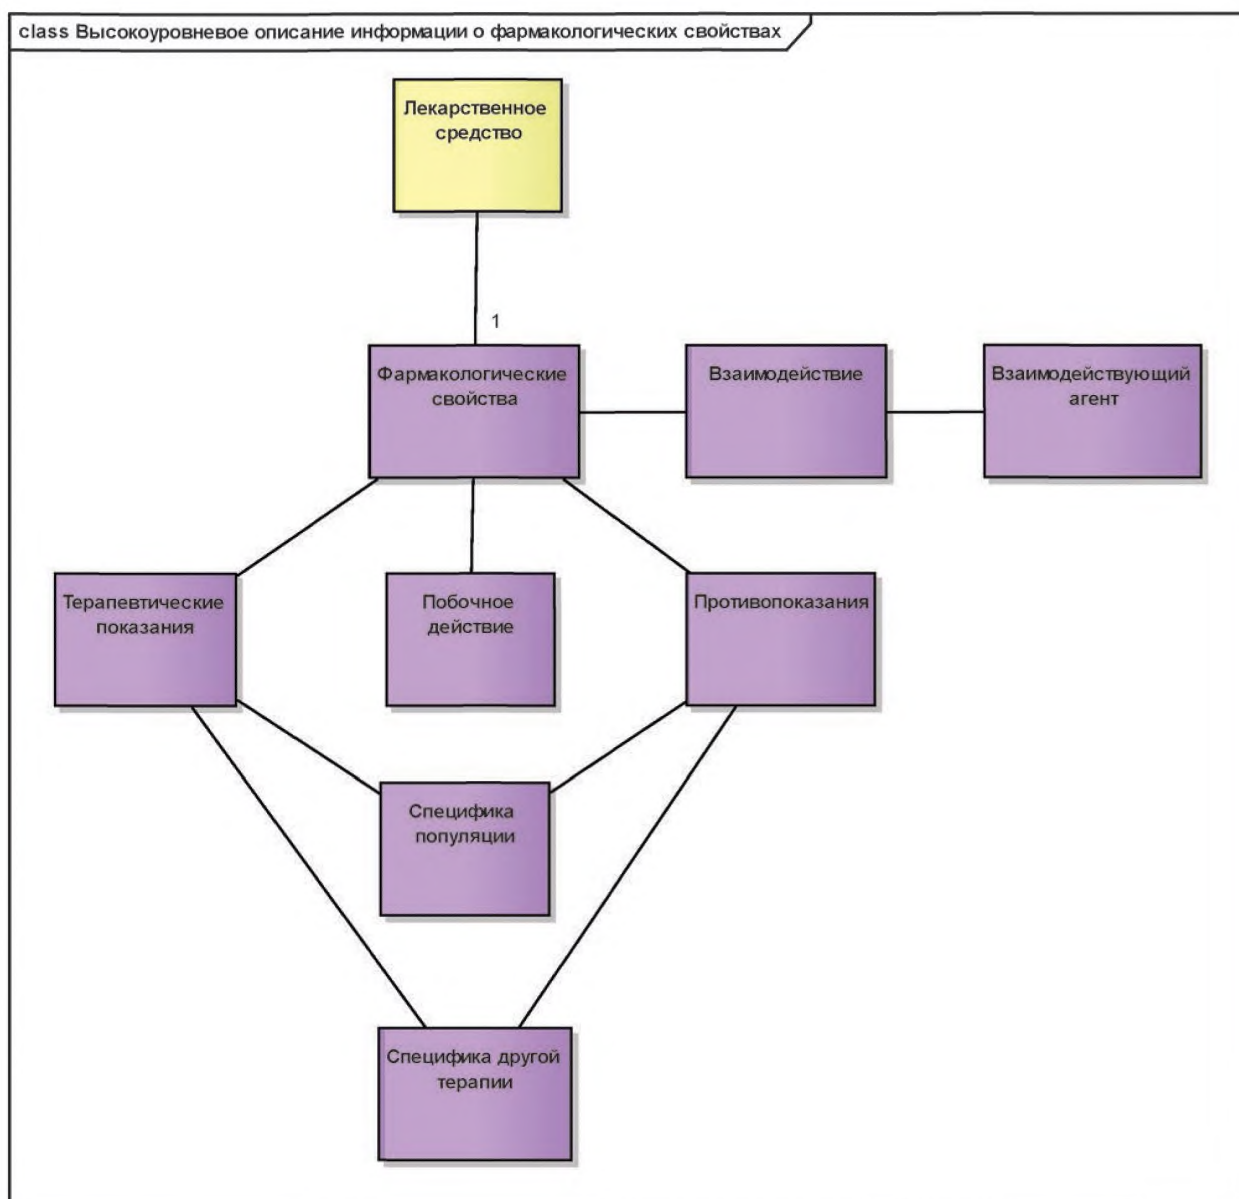 class Высокоуровневое описание информации о фармакологических свойствах
Лекарственное
средство
1
Фармакологические
свойства
Взаимодействие
Взаимодействующий
агент
Терапевтические
показания
Побочное
действие
Противопоказания
Специфика
популяции
Специфика другой
терапии